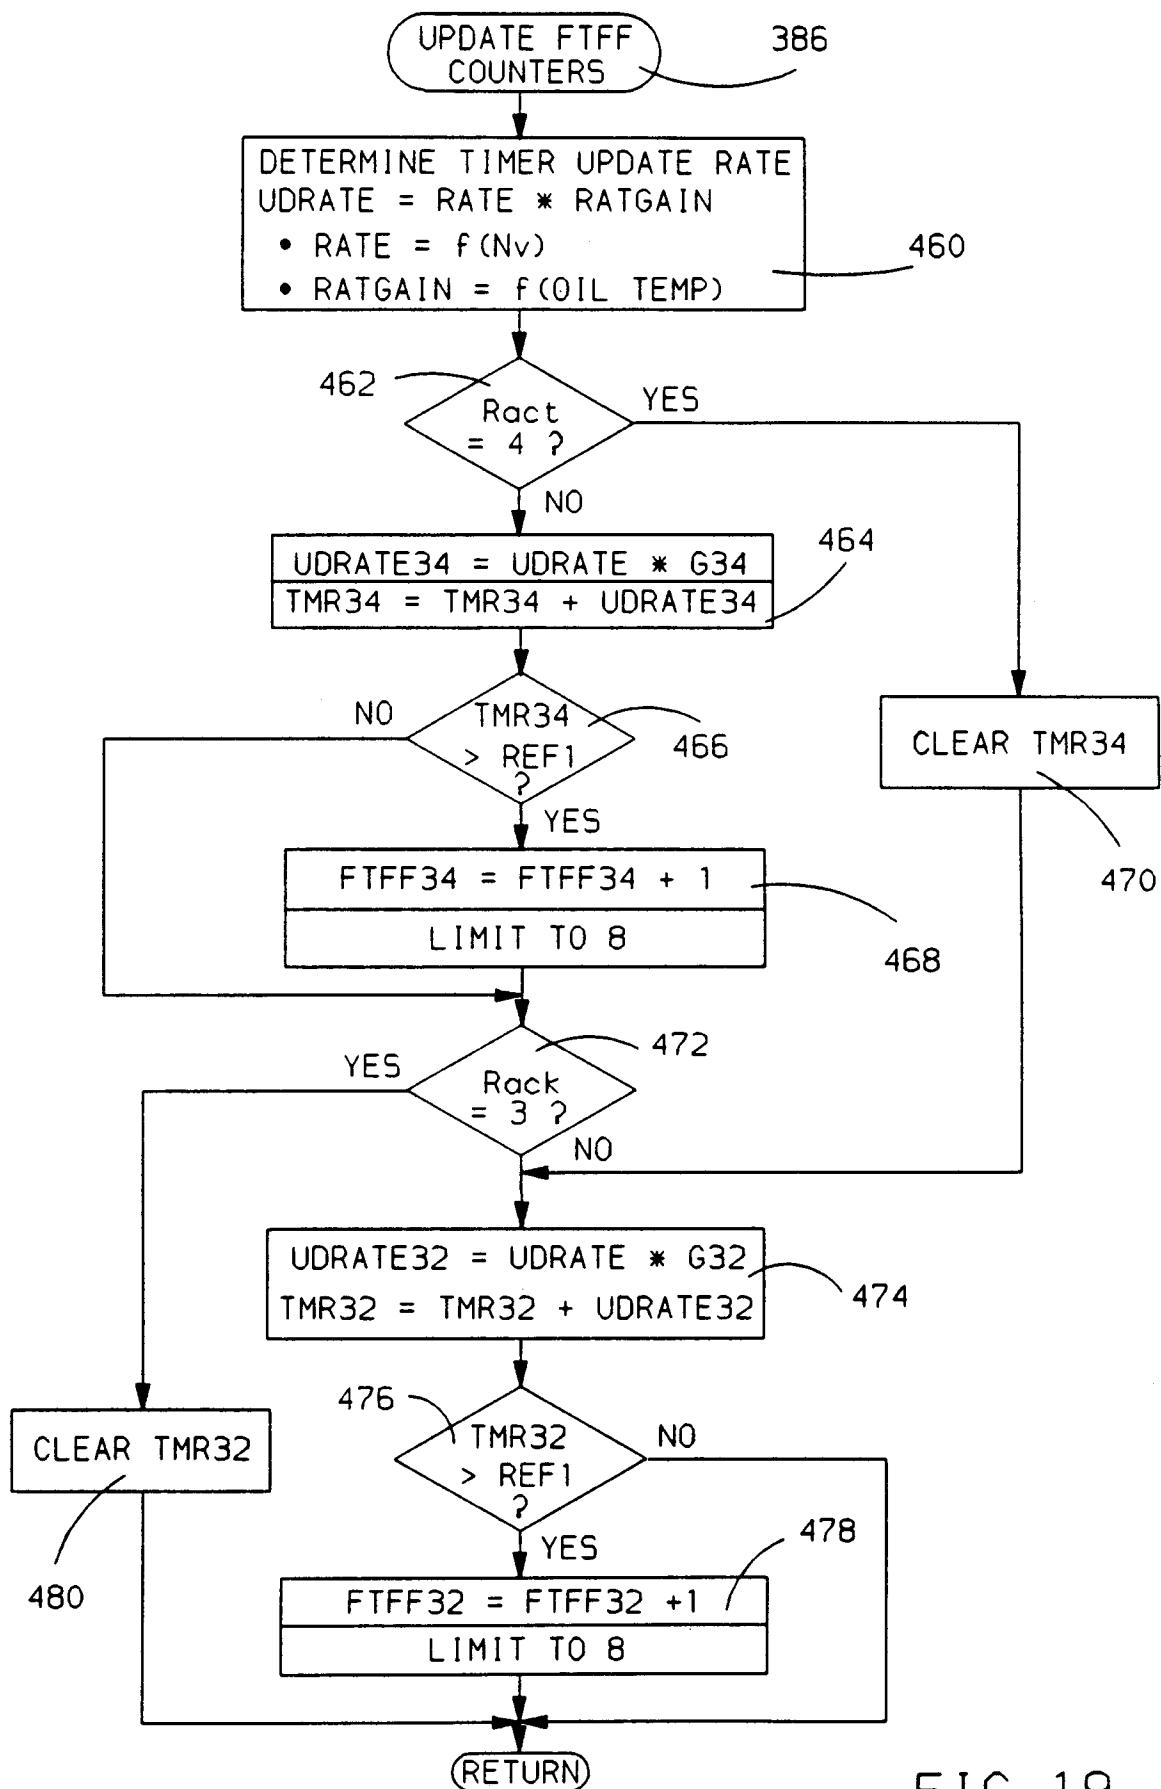 UPDATE FTFF
COUNTERS
386
DETERMINE TIMER UPDATE RATE
UDRATE = RATE * RATGAIN
• RATE = f(Nv)
• RATGAIN = f(OIL TEMP)
460
462
Ract
= 4 ?
YES
NO
UDRATE34 = UDRATE * G34
TMR34 = TMR34 + UDRATE34
464
NO
TMR34
> REF1
?
466
CLEAR TMR34
470
YES
FTFF34 = FTFF34 + 1
LIMIT TO 8
468
472
YES
Rack
= 3 ?
NO
UDRATE32 = UDRATE * G32
TMR32 = TMR32 + UDRATE32
474
476
TMR32
> REF1
?
NO
CLEAR TMR32
480
YES
478
FTFF32 = FTFF32 +1
LIMIT TO 8
RETURN